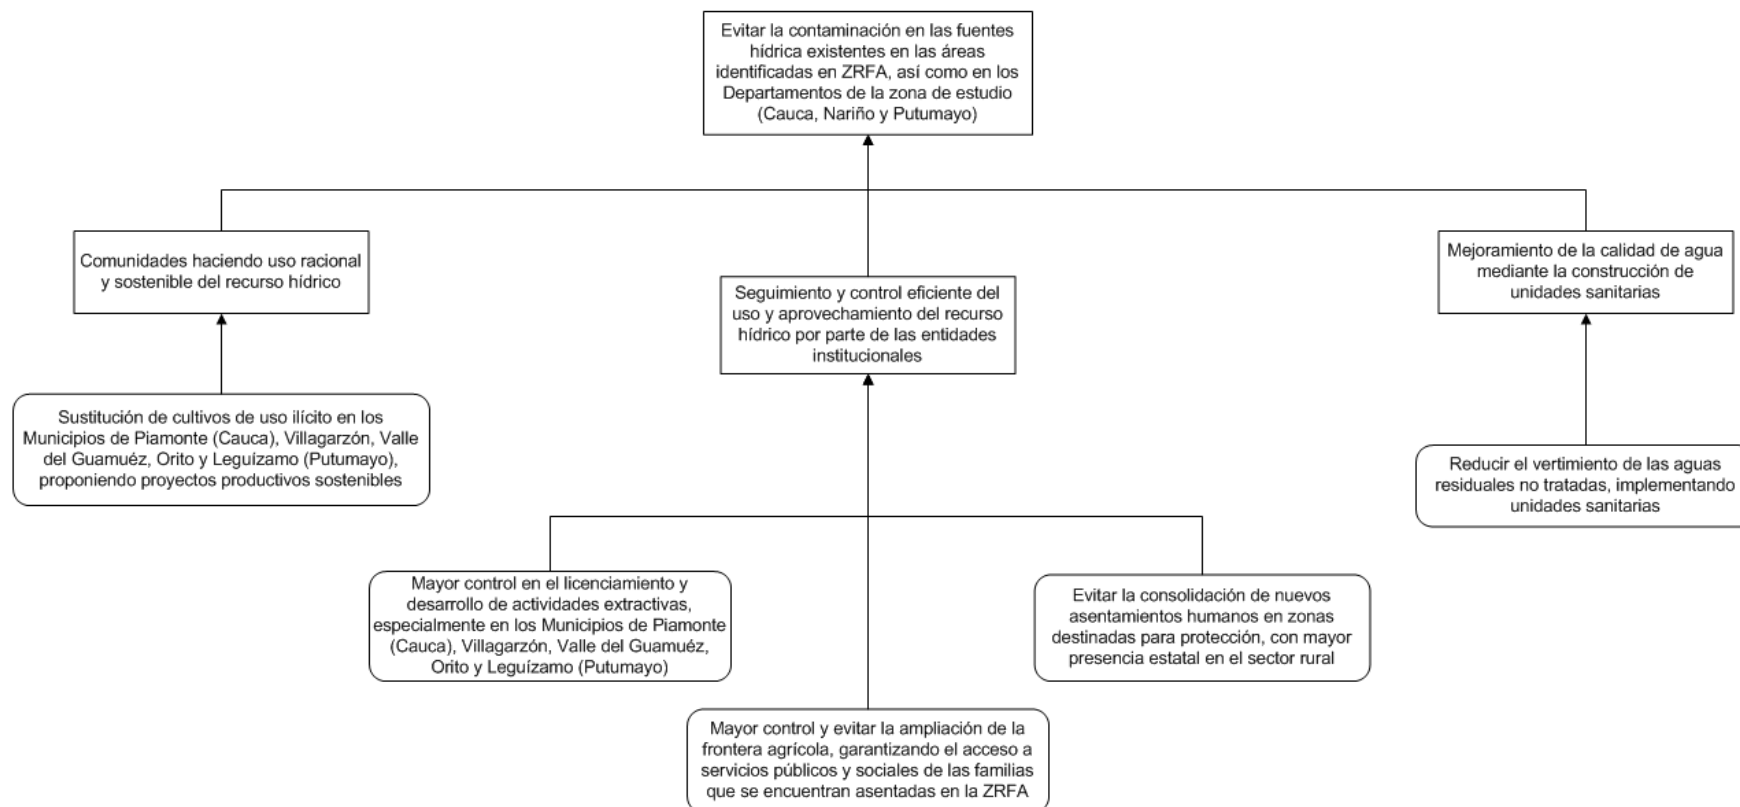 Evitar la contaminación en las fuentes
hídrica existentes en las áreas
identificadas en ZRFA, así como en los
Departamentos de la zona de estudio
(Cauca, Nariño y Putumayo)
Comunidades haciendo uso racional
y sostenible del recurso hídrico
Seguimiento y control eficiente del
uso y aprovechamiento del recurso
hídrico por parte de las entidades
institucionales
Mejoramiento de la calidad de agua
mediante la construcción de
unidades sanitarias
Sustitución de cultivos de uso ilícito en los
Municipios de Piamonte (Cauca), Villagarzón, Valle
del Guamuéz, Orito y Leguízamo (Putumayo),
proponiendo proyectos productivos sostenibles
Reducir el vertimiento de las aguas
residuales no tratadas, implementando
unidades sanitarias
Mayor control en el licenciamiento y
desarrollo de actividades extractivas,
especialmente en los Municipios de Piamonte
(Cauca), Villagarzón, Valle del Guamuéz,
Orito y Leguízamo (Putumayo)
Evitar la consolidación de nuevos
asentamientos humanos en zonas
destinadas para protección, con mayor
presencia estatal en el sector rural
Mayor control y evitar la ampliación de la
frontera agrícola, garantizando el acceso a
servicios públicos y sociales de las familias
que se encuentran asentadas en la ZRFA